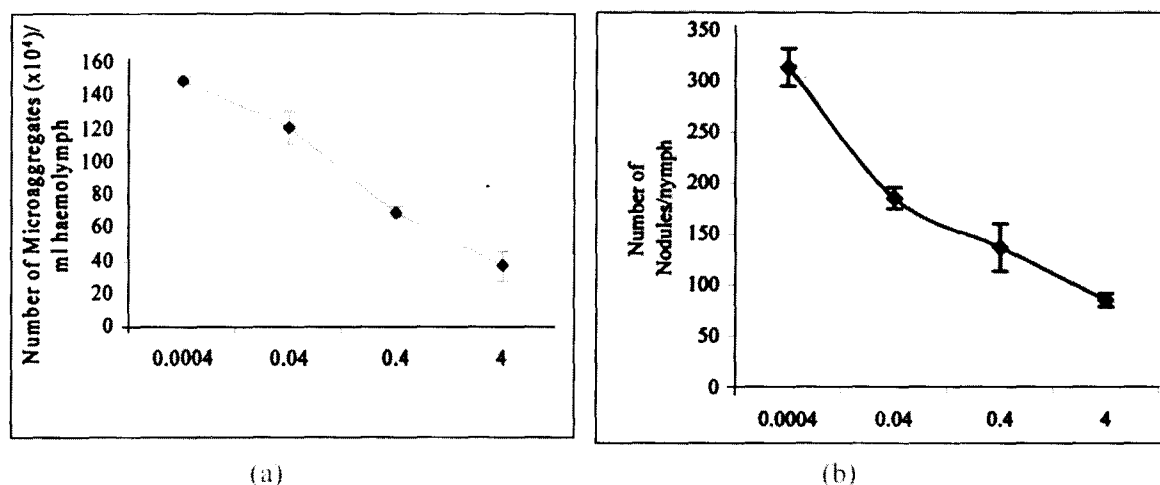 Number of Microaggregates (x10⁴)/
ml haemolymph
160
140
120
100
80
60
40
20
0
0.0004 0.04 0.4 4
(a)
Number of
Nodules/nymph
350
300
250
200
150
100
50
0
0.0004 0.04 0.4 4
(b)